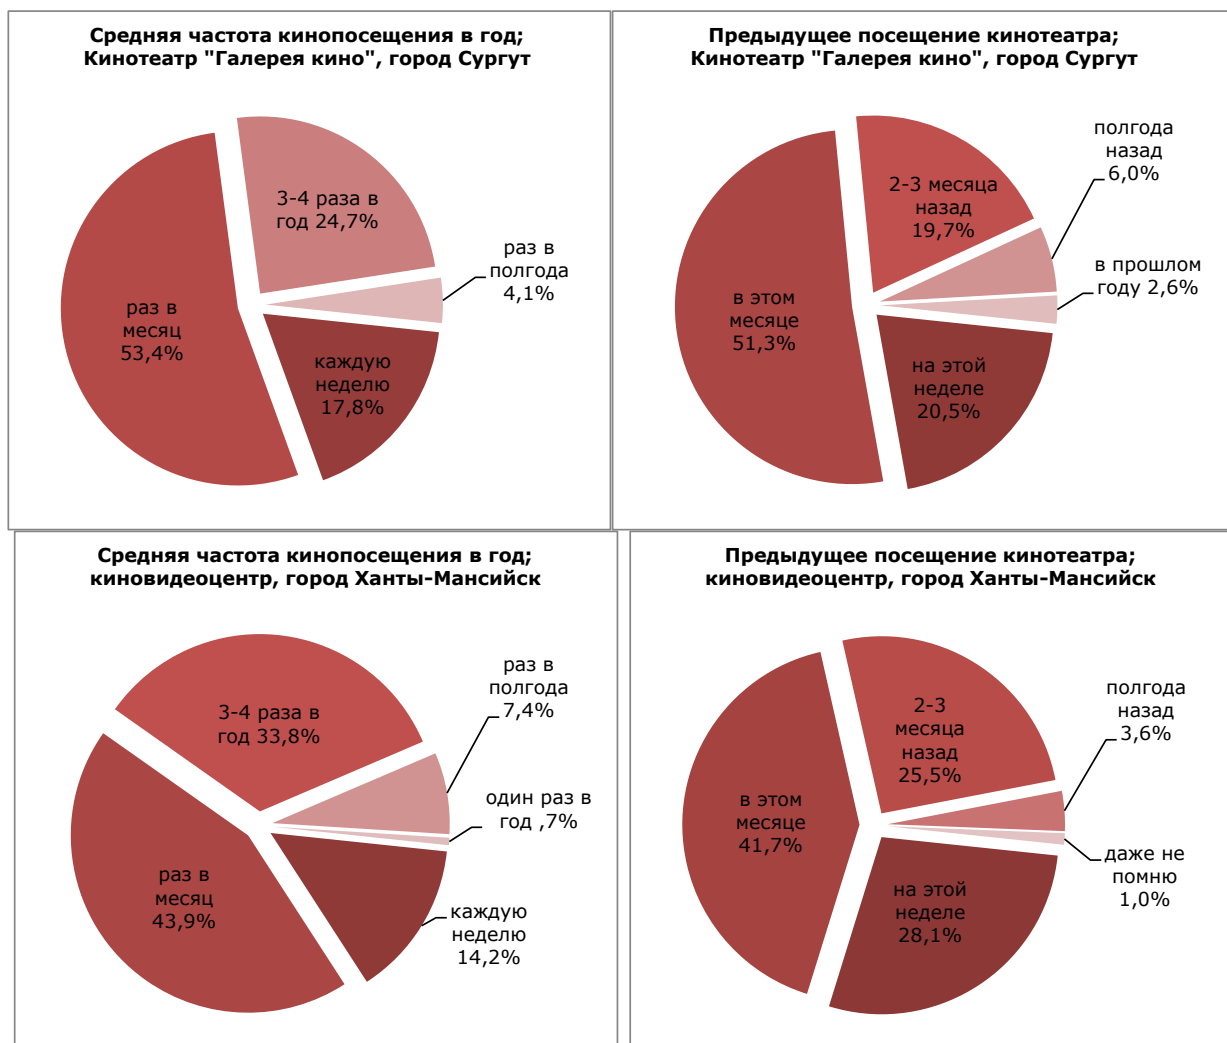 Средняя частота кинопосещения в год;
Кинотеатр "Галерея кино", город Сургут
3-4 раза в
год 24,7%
раз в
полгода
4,1%
раз в
месяц
53,4%
каждую
неделю
17,8%
Предыдущее посещение кинотеатра;
Кинотеатр "Галерея кино", город Сургут
полгода
назад
6,0%
2-3 месяца
назад
19,7%
в прошлом
году 2,6%
в этом
месяце
51,3%
на этой
неделе
20,5%
Средняя частота кинопосещения в год;
киновидеоцентр, город Ханты-Мансийск
раз в
полгода
7,4%
3-4 раза в
год 33,8%
один раз в
год ,7%
раз в
месяц
43,9%
каждую
неделю
14,2%
Предыдущее посещение кинотеатра;
киновидеоцентр, город Ханты-Мансийск
полгода
назад
3,6%
2-3
месяца
назад
25,5%
в этом
месяце
41,7%
даже не
помню
1,0%
на этой
неделе
28,1%